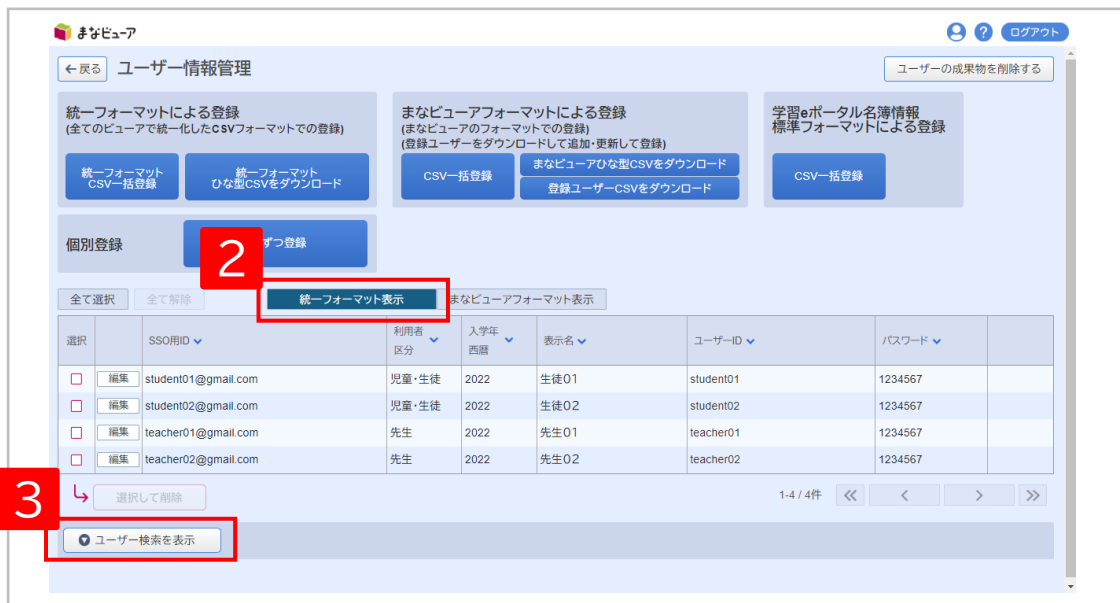 まなビューア
?
ログアウト
←戻る
ユーザー情報管理
ユーザーの成果物を削除する
統一フォーマットによる登録
(全てのビューアで統一化したCSVフォーマットでの登録)
統一フォーマット
CSV一括登録
統一フォーマット
ひな型CSVをダウンロード
まなビューアフォーマットによる登録
(まなビューアのフォーマットでの登録)
(登録ユーザーをダウンロードして追加・更新して登録)
CSV一括登録
まなビューアひな型CSVをダウンロード
登録ユーザーCSVをダウンロード
学習eポータル名簿情報
標準フォーマットによる登録
CSV一括登録
個別登録
ずつ登録
2
全て選択
全て解除
統一フォーマット表示
まなビューアフォーマット表示
選択
SSO用ID
利用者
区分
入学年
西暦
表示名
ユーザーID
パスワード
編集 student01@gmail.com 児童・生徒 2022 生徒01 student01 1234567
編集 student02@gmail.com 児童・生徒 2022 生徒02 student02 1234567
編集 teacher01@gmail.com 先生 2022 先生01 teacher01 1234567
編集 teacher02@gmail.com 先生 2022 先生02 teacher02 1234567
3
選択して削除
1-4 / 4件
ユーザー検索を表示